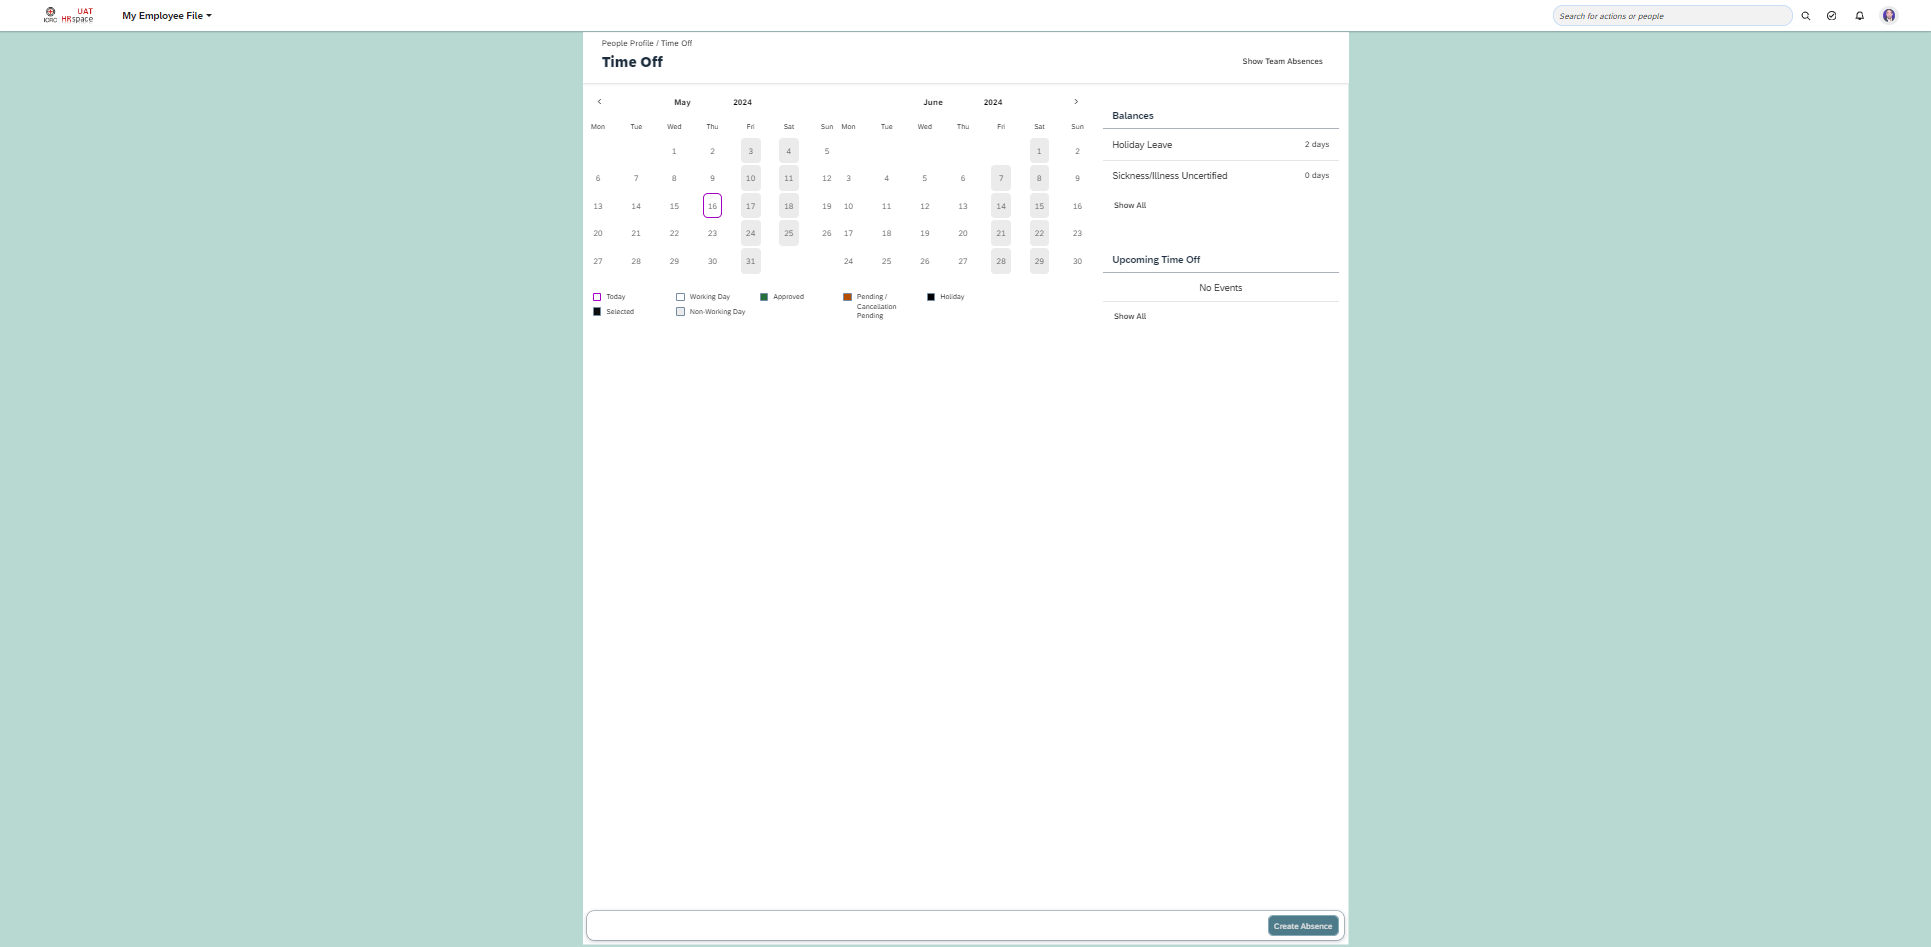 ICRC
UAT
HRspace
My Employee File
Search for actions or people
People Profile / Time Off
Time Off
Show Team Absences
May 2024
June 2024
Mon Tue Wed Thu Fri Sat Sun
Mon Tue Wed Thu Fri Sat Sun
1 2 3 4 5
1 2
6 7 8 9 10 11 12
3 4 5 6 7 8 9
13 14 15 16 17 18 19
10 11 12 13 14 15 16
20 21 22 23 24 25 26
17 18 19 20 21 22 23
27 28 29 30 31
24 25 26 27 28 29 30
Today
Working Day
Approved
Pending /
Cancellation
Pending
Holiday
Selected
Non-Working Day
Balances
Holiday Leave 2 days
Sickness/Illness Uncertified 0 days
Show All
Upcoming Time Off
No Events
Show All
Create Absence